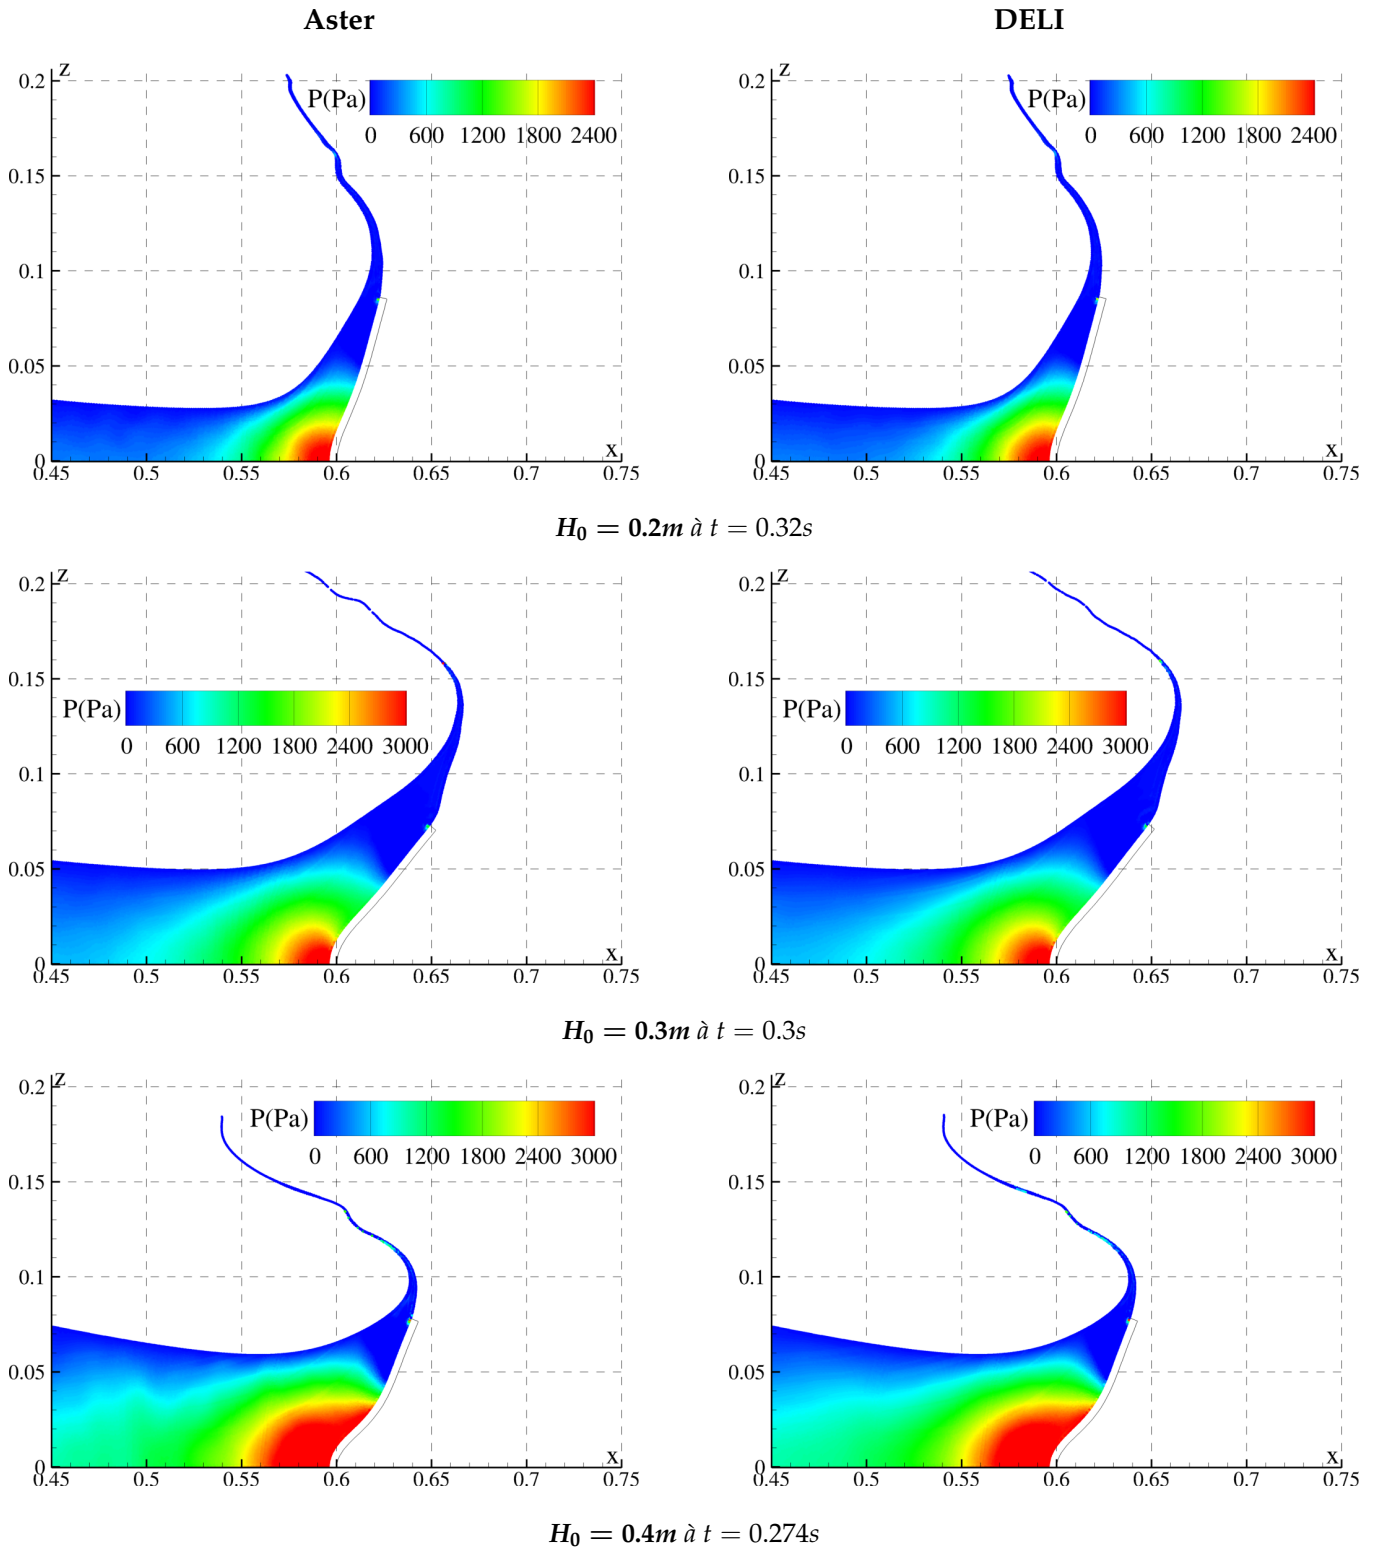 Aster DELI
z z
0.2 0.2
P(Pa) P(Pa)
0 600 1200 1800 2400 0 600 1200 1800 2400
0.15 0.15
0.1 0.1
0.05 0.05
x x
0 0
0.45 0.5 0.55 0.6 0.65 0.7 0.75 0.45 0.5 0.55 0.6 0.65 0.7 0.75
H₀ = 0.2m à t = 0.32s
z z
0.2 0.2
0.15 0.15
P(Pa) P(Pa)
0 600 1200 1800 2400 3000 0 600 1200 1800 2400 3000
0.1 0.1
0.05 0.05
x x
0 0
0.45 0.5 0.55 0.6 0.65 0.7 0.75 0.45 0.5 0.55 0.6 0.65 0.7 0.75
H₀ = 0.3m à t = 0.3s
z z
0.2 0.2
P(Pa) P(Pa)
0 600 1200 1800 2400 3000 0 600 1200 1800 2400 3000
0.15 0.15
0.1 0.1
0.05 0.05
x x
0 0
0.45 0.5 0.55 0.6 0.65 0.7 0.75 0.45 0.5 0.55 0.6 0.65 0.7 0.75
H₀ = 0.4m à t = 0.274s